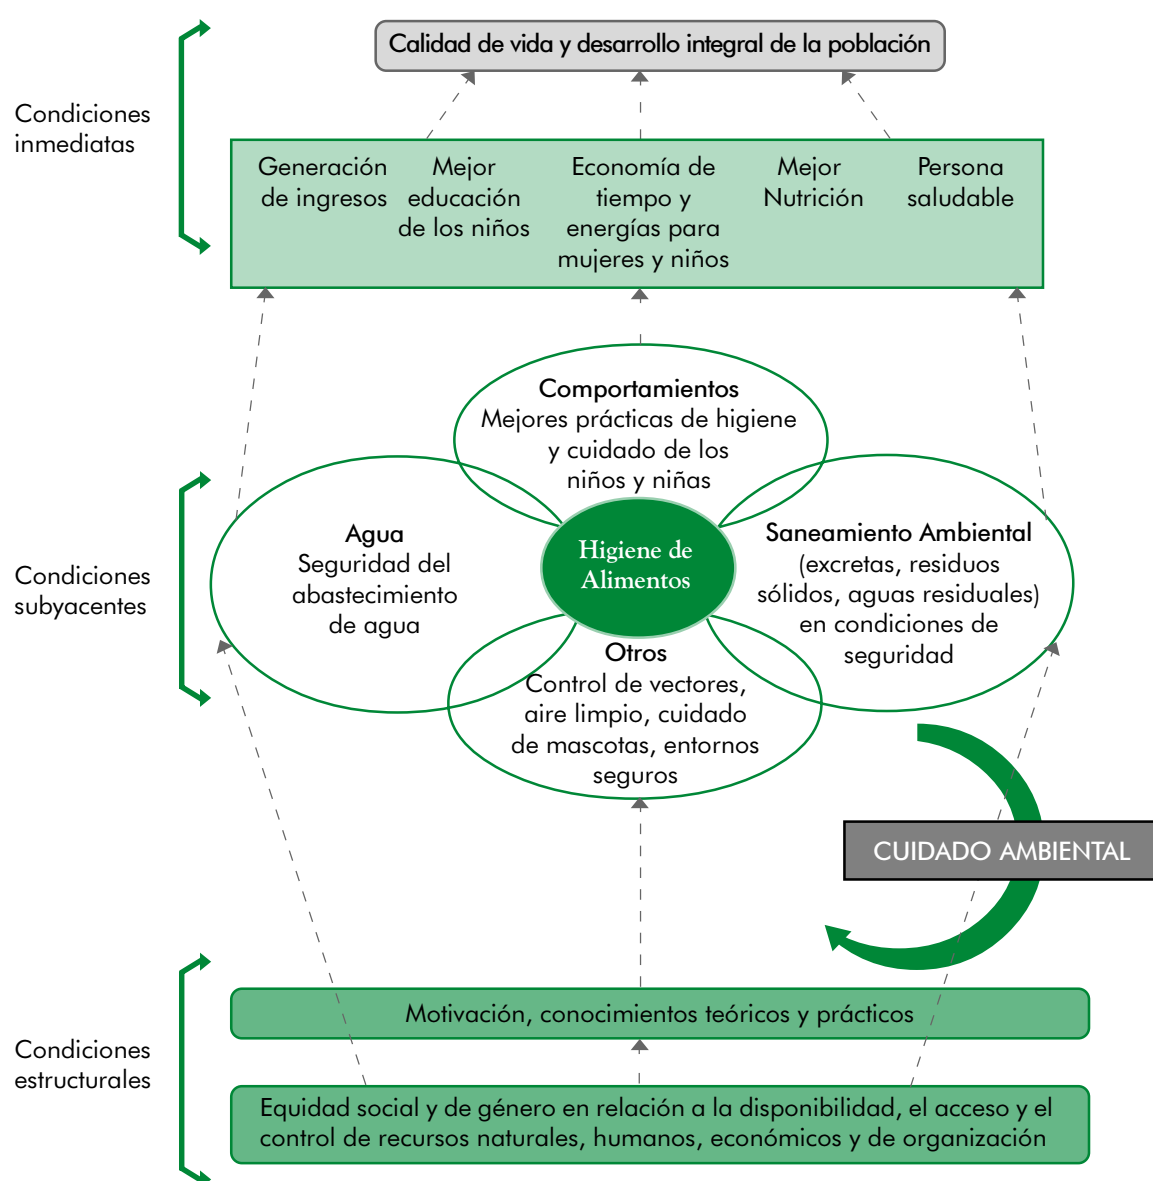 Calidad de vida y desarrollo integral de la población
Condiciones
inmediatas
Generación
de ingresos
Mejor
educación
de los niños
Economía de
tiempo y
energías para
mujeres y niños
Mejor
Nutrición
Persona
saludable
Comportamientos
Mejores prácticas de higiene
y cuidado de los
niños y niñas
Condiciones
subyacentes
Agua
Seguridad del
abastecimiento
de agua
Higiene de
Alimentos
Saneamiento Ambiental
(excretas, residuos
sólidos, aguas residuales)
en condiciones de
seguridad
Otros
Control de vectores,
aire limpio, cuidado
de mascotas, entornos
seguros
CUIDADO AMBIENTAL
Condiciones
estructurales
Motivación, conocimientos teóricos y prácticos
Equidad social y de género en relación a la disponibilidad, el acceso y el
control de recursos naturales, humanos, económicos y de organización